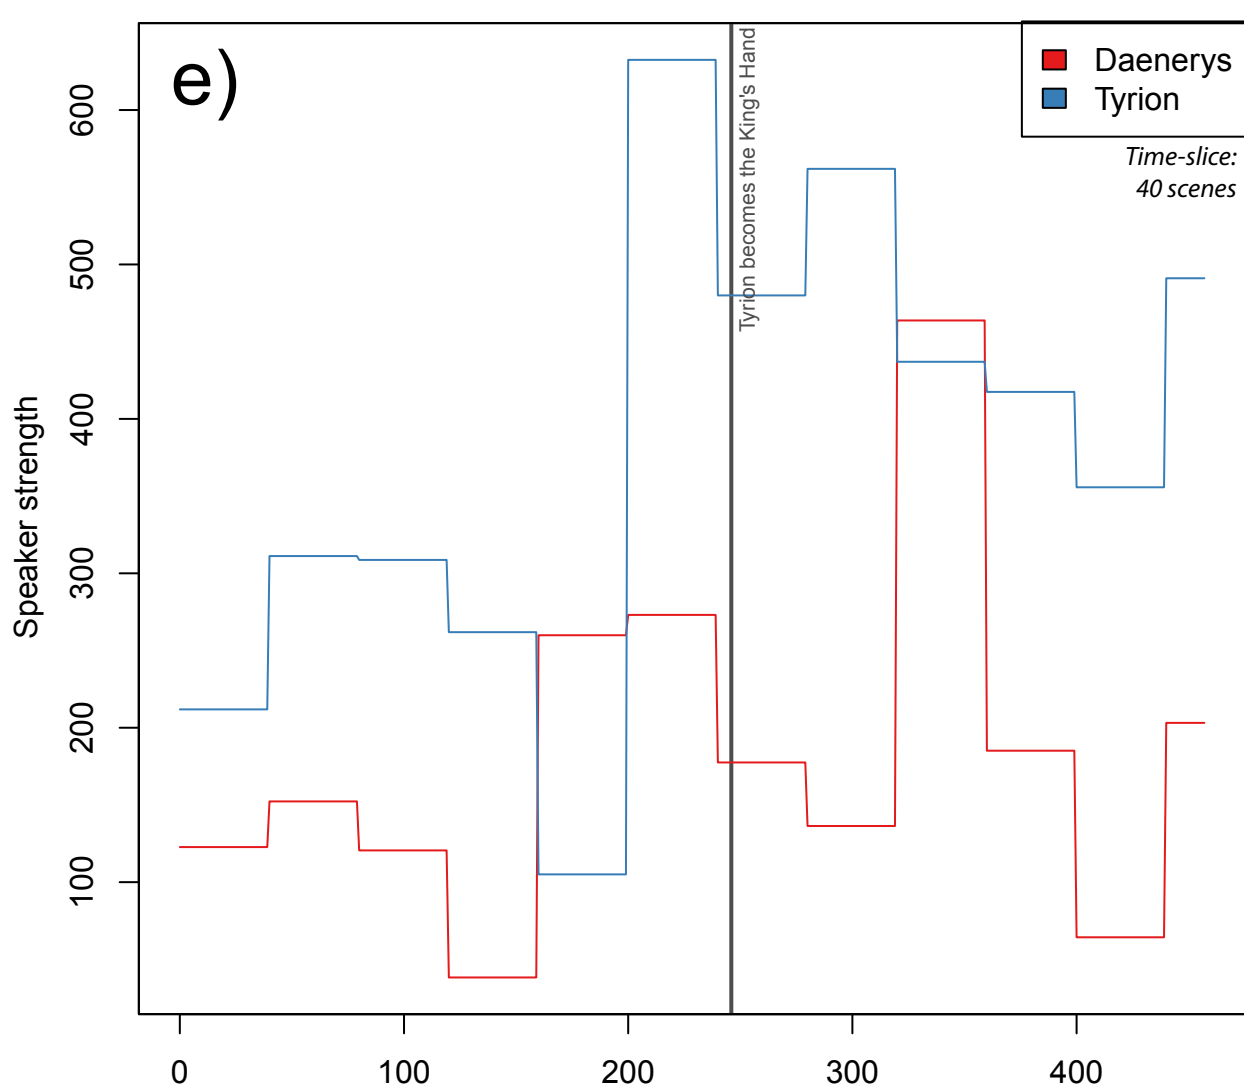 e)
Daenerys
Tyrion
Time-slice:
40 scenes
Tyrion becomes the King's Hand
Speaker strength
600
500
400
300
200
100
0 100 200 300 400